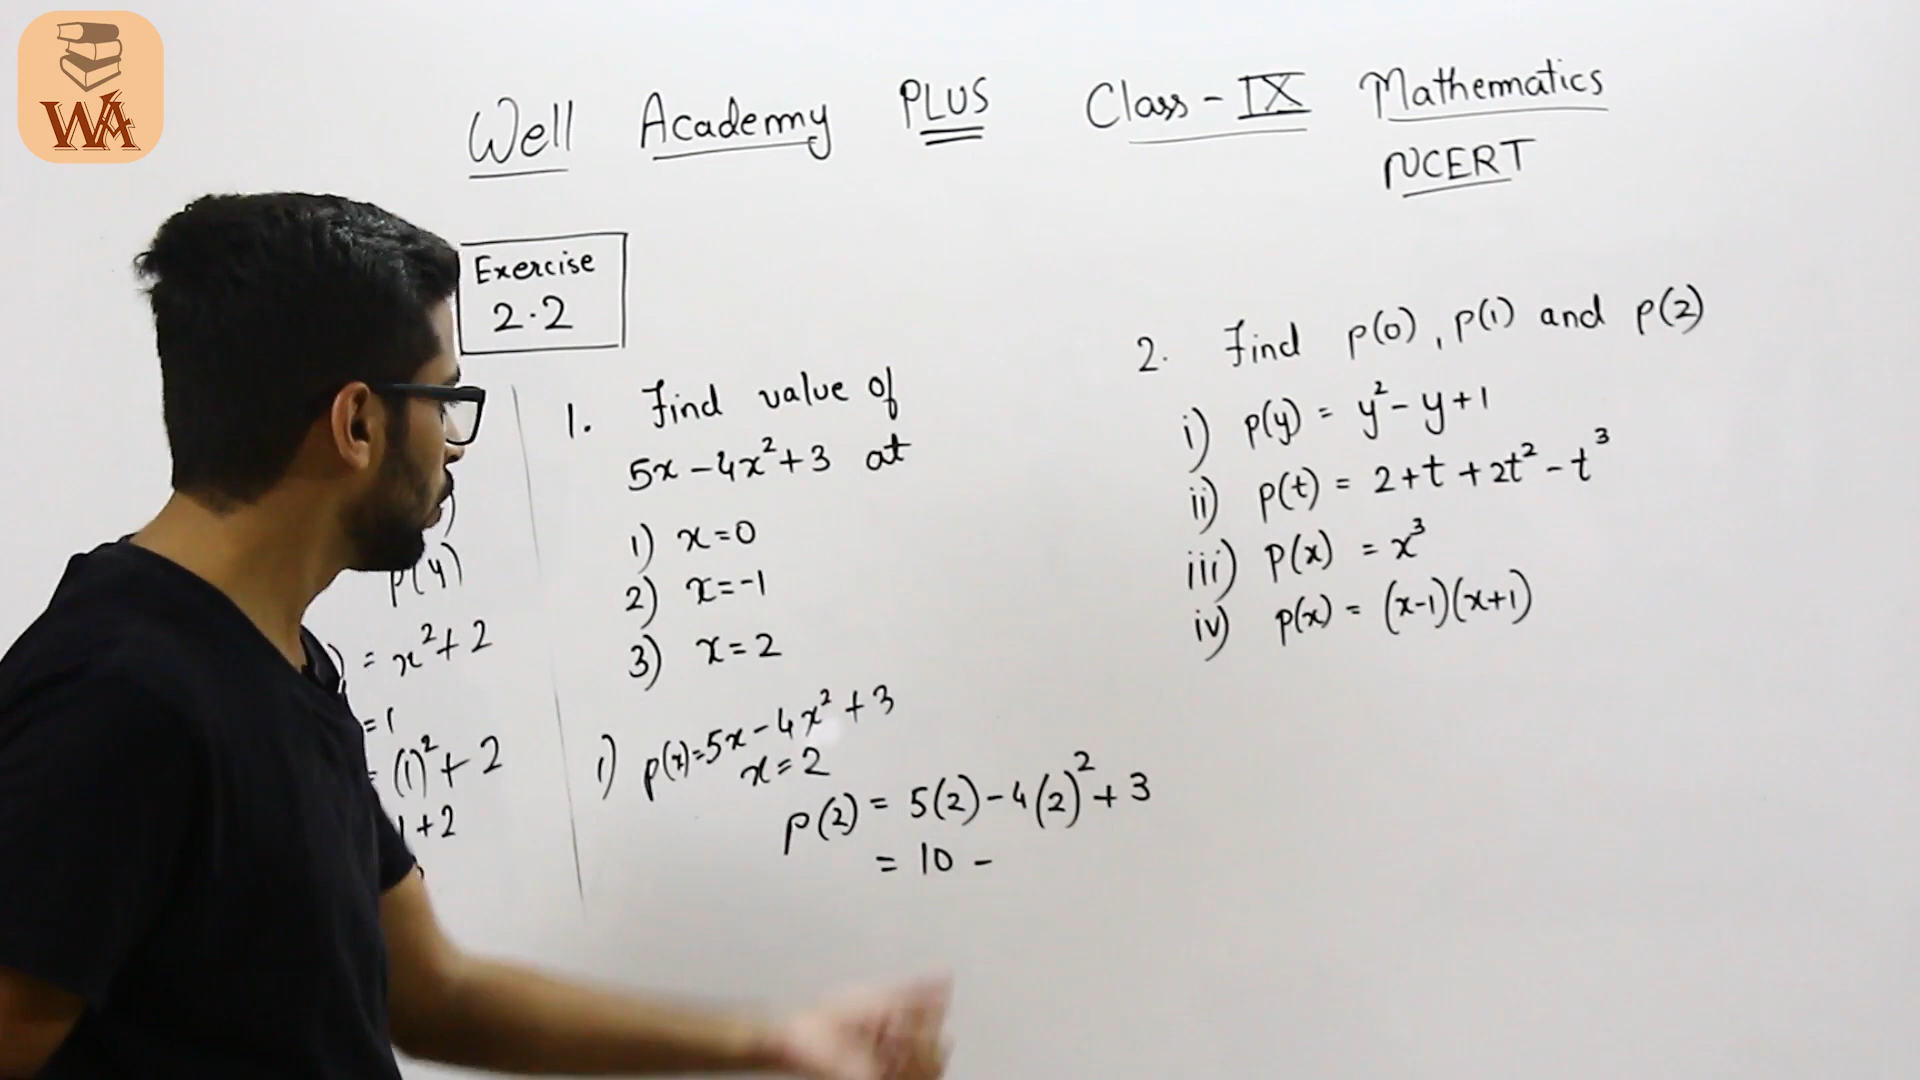 WA
Well Academy PLUS Class - IX Mathematics
NCERT
Exercise
2.2
p(y)
= x² + 2
= 1
= (1)² + 2
1 + 2
1. Find value of
5x - 4x² + 3 at
1) x = 0
2) x = -1
3) x = 2
1) p(x) = 5x - 4x² + 3
x = 2
p(2) = 5(2) - 4(2)² + 3
= 10 -
2. Find p(0), p(1) and p(2)
i) p(y) = y² - y + 1
ii) p(t) = 2 + t + 2t² - t³
iii) p(x) = x³
iv) p(x) = (x-1)(x+1)